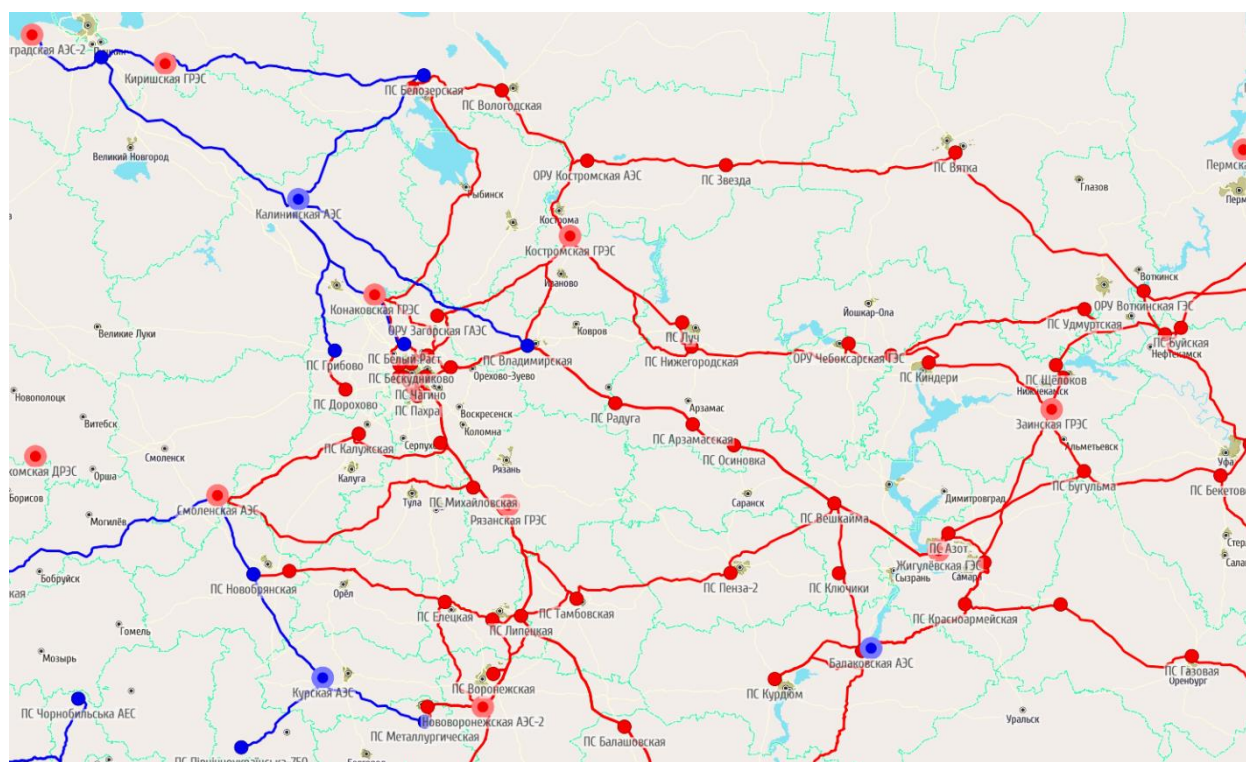 градская АЭС-2
Киришская ГРЭС
ПС Белозерская
ПС Вологодская
Великий Новгород
ОРУ Костромская АЭС
ПС Звезда
ПС Вятка
Пермска
Глазов
Перм
Рыбинск
Калининская АЭС
Кострома
Костромская ГРЭС
Иваново
Воткинск
Конаковская ГРЭС
ОРУ Загорская ГАЭС
Ковров
Йошкар-Ола
ОРУ Воткинская ГЭС
ПС Удмуртская
Великие Луки
ПС Луч
ПС Нижегородская
ОРУ Чебоксарская ГЭС
ПС Буйская
Нефтекамск
ПС Белый Раст
ПС Владимирская
ПС Грибово
ПС Бескудниково
Орехово-Зуево
ПС Киндери
ПС Щёлоков
Нижнекамск
Новополоцк
ПС Дорохово
ПС Чагино
ПС Пахра
Воскресенск
Коломна
ПС Радуга
Арзамас
Заинская ГРЭС
Витебск
ПС Арзамасская
Альметьевск
Смоленск
ПС Калужская
Серпух
ПС Осиновка
Уфа
комская ДРЭС
Орша
Калуга
Рязань
ПС Бугульма
ПС Бекетово
Борисов
Тула
ПС Михайловская
Саранск
Димитровград
Смоленская АЭС
Рязанская ГРЭС
ПС Вешкайма
Могилёв
Стер
ПС Азот
Сала
Жигулёвская ГЭС
Бобруйск
Сызрань
Самар
ская
ПС Новобрянская
Орёл
ПС Пенза-2
ПС Ключики
ПС Тамбовская
ПС Елецкая
ПС Липецкая
ПС Красноармейская
Гомель
Мозырь
Балаковская АЭС
ПС Газовая
Оренбург
Курская АЭС
ПС Воронежская
ПС Курдюм
ПС Чорнобильська АЕС
Нововоронежская АЭС-2
Уральск
ПС Металлургическая
ПС Балашовская